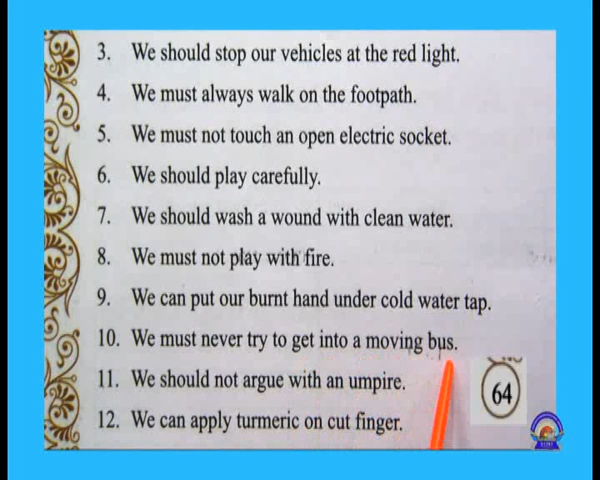 3. We should stop our vehicles at the red light.
4. We must always walk on the footpath.
5. We must not touch an open electric socket.
6. We should play carefully.
7. We should wash a wound with clean water.
8. We must not play with fire.
9. We can put our burnt hand under cold water tap.
10. We must never try to get into a moving bus.
11. We should not argue with an umpire.
64
12. We can apply turmeric on cut finger.